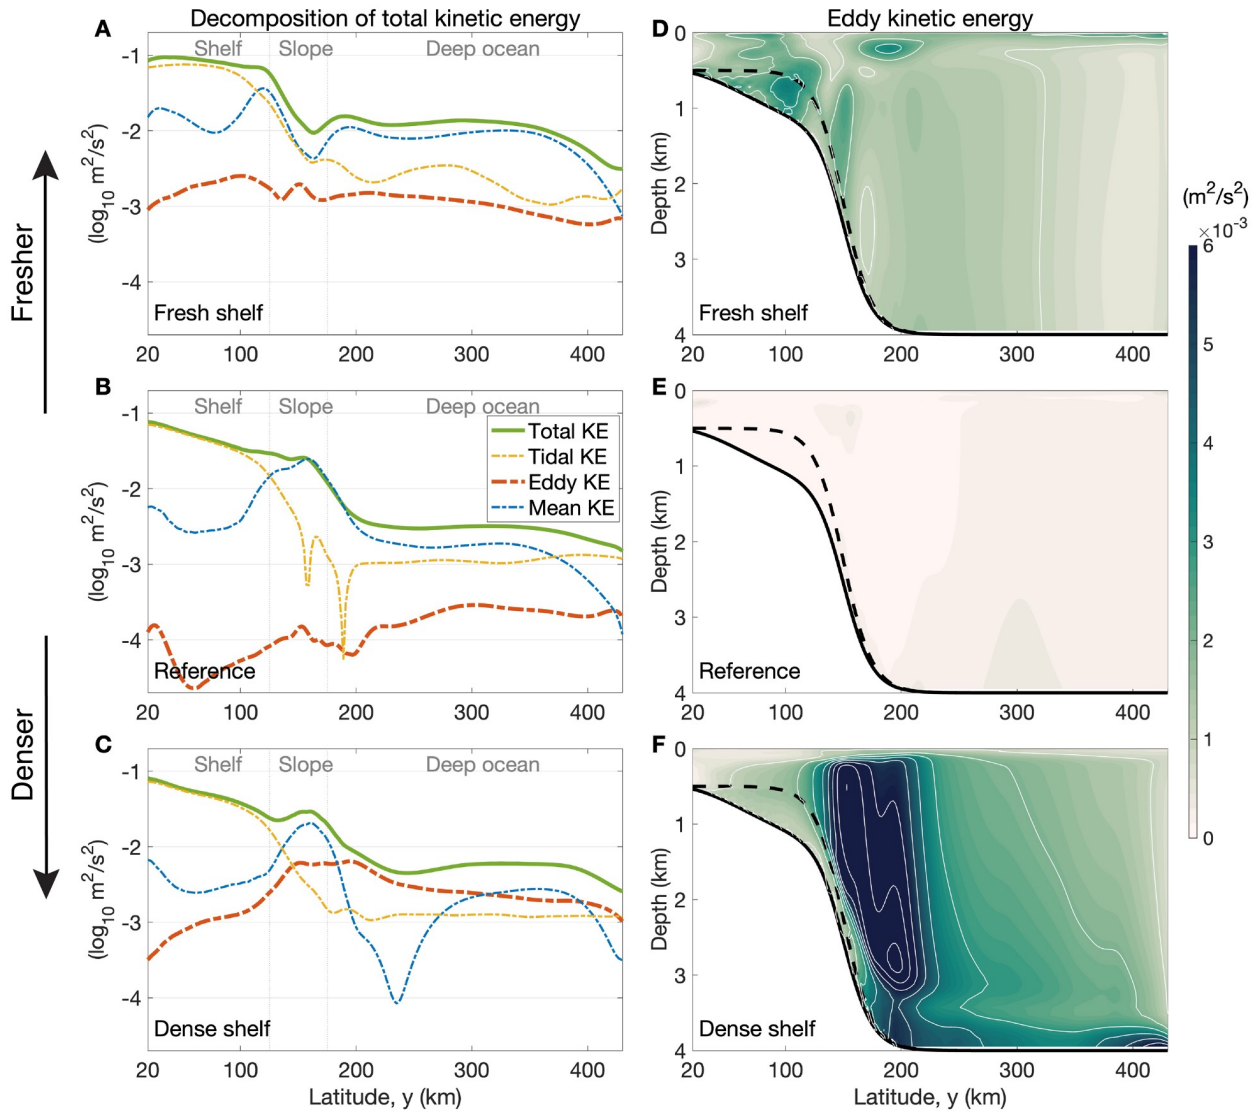 A
Decomposition of total kinetic energy
Shelf
Slope
Deep ocean
-1
-2
-3
-4
(log10 m2/s2)
Fresh shelf
20
100
200
300
400
D
Eddy kinetic energy
0
1
2
3
4
Depth (km)
Fresh shelf
20
100
200
300
400
Fresher
B
Shelf
Slope
Deep ocean
Total KE
Tidal KE
Eddy KE
Mean KE
-1
-2
-3
-4
(log10 m2/s2)
Reference
20
100
200
300
400
E
0
1
2
3
4
Depth (km)
Reference
20
100
200
300
400
Denser
C
Shelf
Slope
Deep ocean
-1
-2
-3
-4
(log10 m2/s2)
Dense shelf
20
100
200
300
400
Latitude, y (km)
F
0
1
2
3
4
Depth (km)
Dense shelf
20
100
200
300
400
Latitude, y (km)
(m2/s2)
×10-3
6
5
4
3
2
1
0